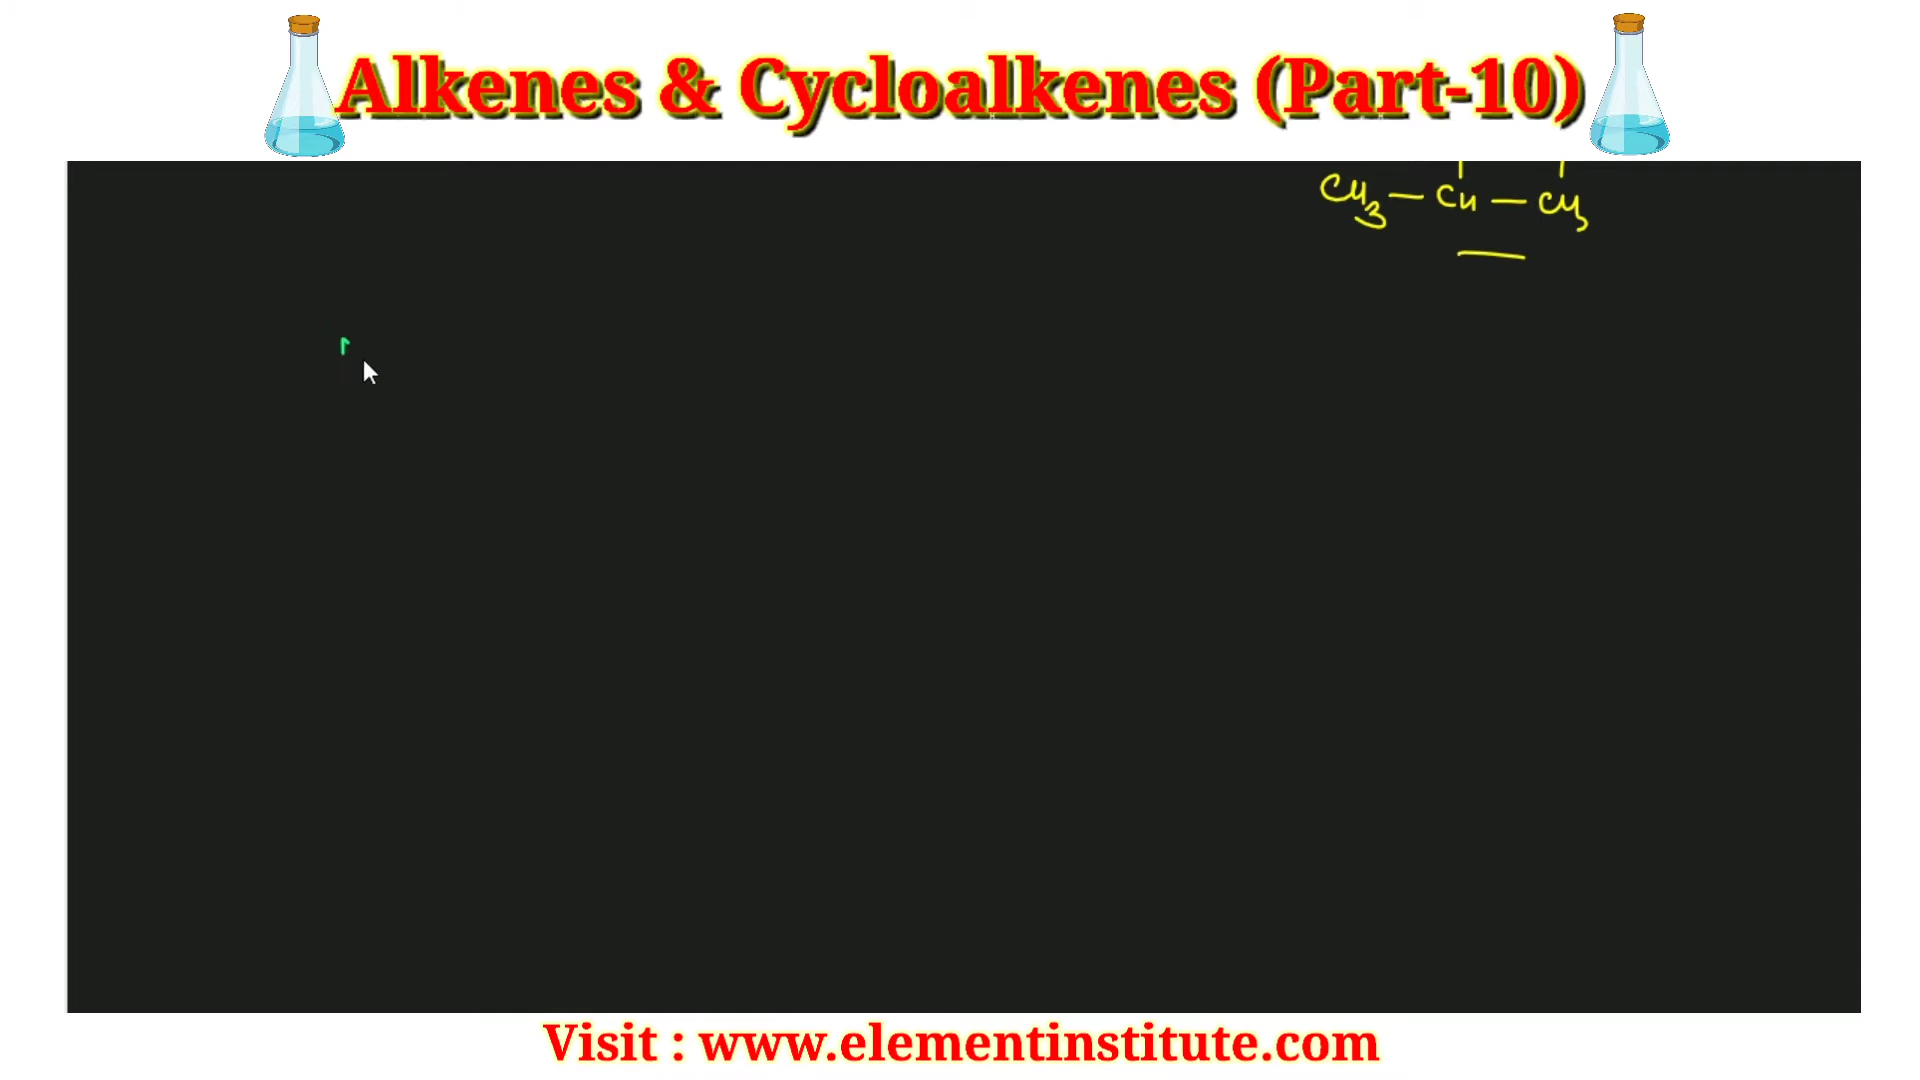 Alkenes & Cycloalkenes (Part-10)
CH3 — CH — CH3
Visit : www.elementinstitute.com